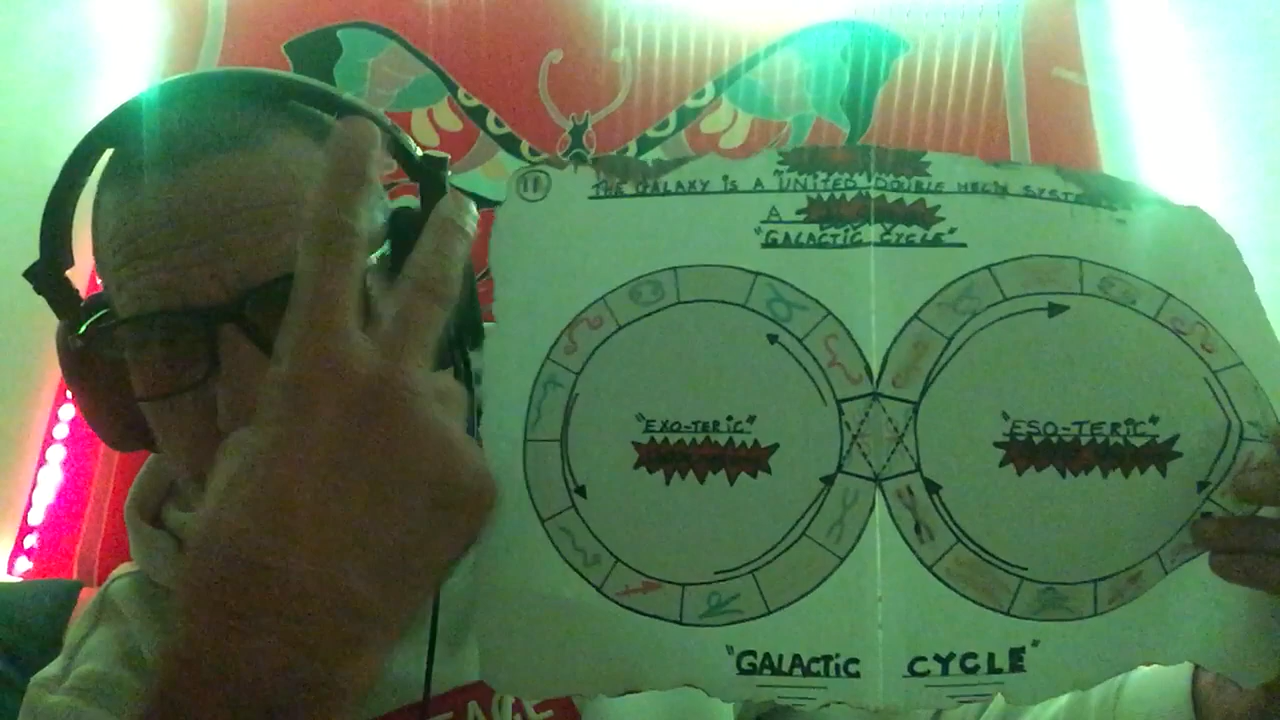 11
THE GALAXY IS A "UNITED" DOUBLE HELIX SYSTEM
A
"GALACTIC CYCLE"
"EXO-TERIC"
"ESO-TERIC"
"GALACTIC CYCLE"